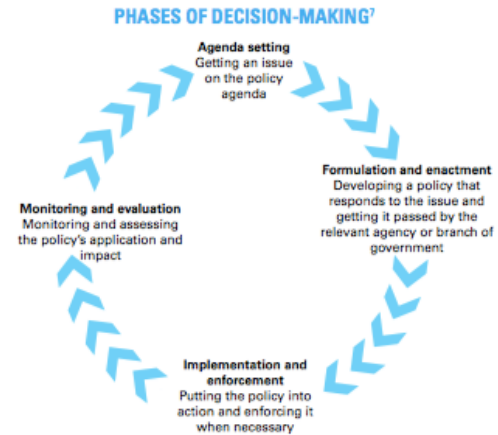 PHASES OF DECISION-MAKING⁷
Agenda setting
Getting an issue
on the policy
agenda
Formulation and enactment
Developing a policy that
responds to the issue and
getting it passed by the
relevant agency or branch of
government
Implementation and
enforcement
Putting the policy into
action and enforcing it
when necessary
Monitoring and evaluation
Monitoring and assessing
the policy's application and
impact